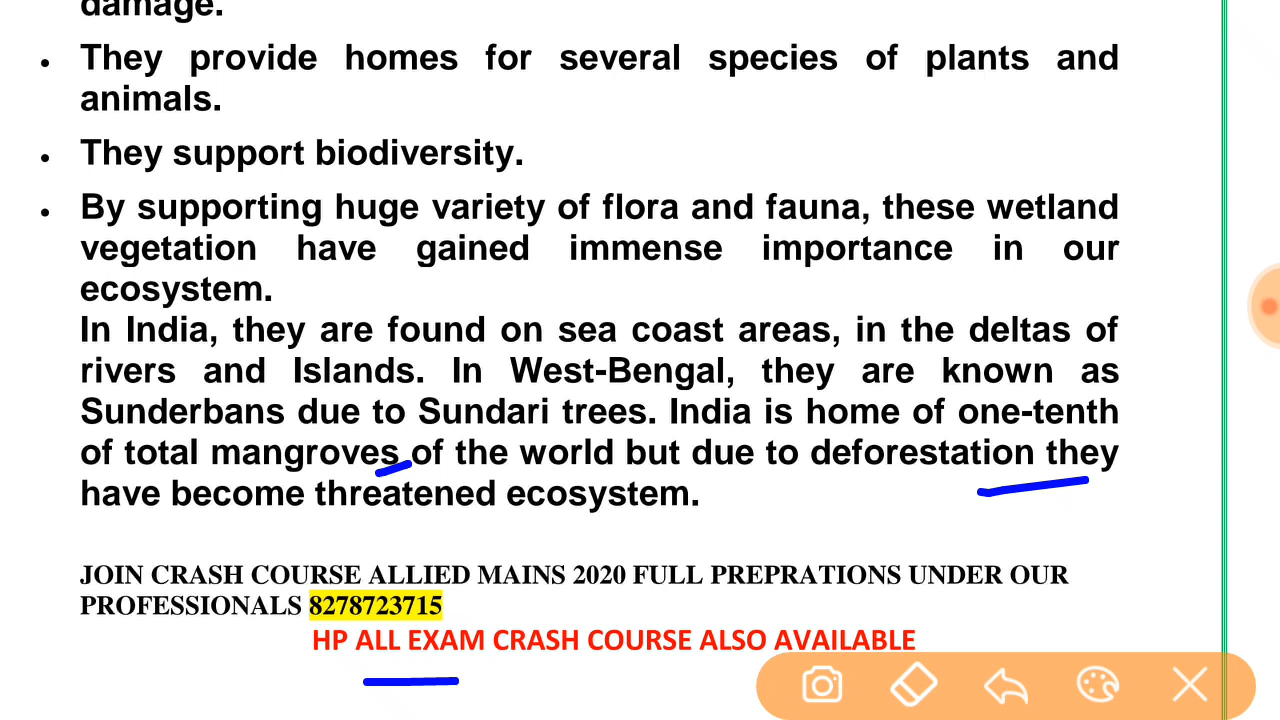 damage.
They provide homes for several species of plants and
animals.
They support biodiversity.
By supporting huge variety of flora and fauna, these wetland
vegetation have gained immense importance in our
ecosystem.
In India, they are found on sea coast areas, in the deltas of
rivers and Islands. In West-Bengal, they are known as
Sunderbans due to Sundari trees. India is home of one-tenth
of total mangroves of the world but due to deforestation they
have become threatened ecosystem.
JOIN CRASH COURSE ALLIED MAINS 2020 FULL PREPRATIONS UNDER OUR
PROFESSIONALS 8278723715
HP ALL EXAM CRASH COURSE ALSO AVAILABLE